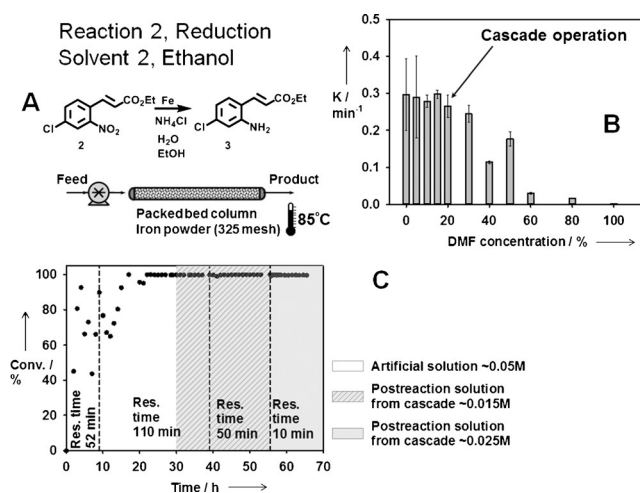 Reaction 2, Reduction
Solvent 2, Ethanol
A
CO₂Et
Cl
NO₂
2
Fe
NH₄Cl
H₂O
EtOH
CO₂Et
Cl
NH₂
3
Feed
Product
Packed bed column
Iron powder (325 mesh)
85°C
Cascade operation
B
K /
min⁻¹
0.5
0.4
0.3
0.2
0.1
0.0
0 20 40 60 80 100
DMF concentration / %
C
Conv. /
%
100
80
60
40
20
0
Res. time
52 min
Res.
time
110 min
Res.
time
50 min
Res.
time
10 min
0 10 20 30 40 50 60 70
Time / h
Artificial solution ~0.05M
Postreaction solution
from cascade ~0.015M
Postreaction solution
from cascade ~0.025M